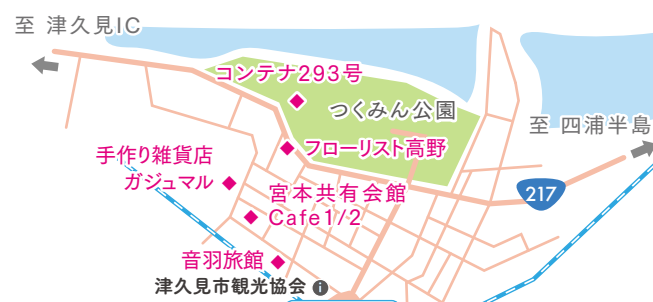 至 津久見IC
コンテナ293号
つくみん公園
至 四浦半島
フローリスト高野
手作り雑貨店
ガジュマル
宮本共有会館
Cafe1/2
217
音羽旅館
津久見市観光協会 i